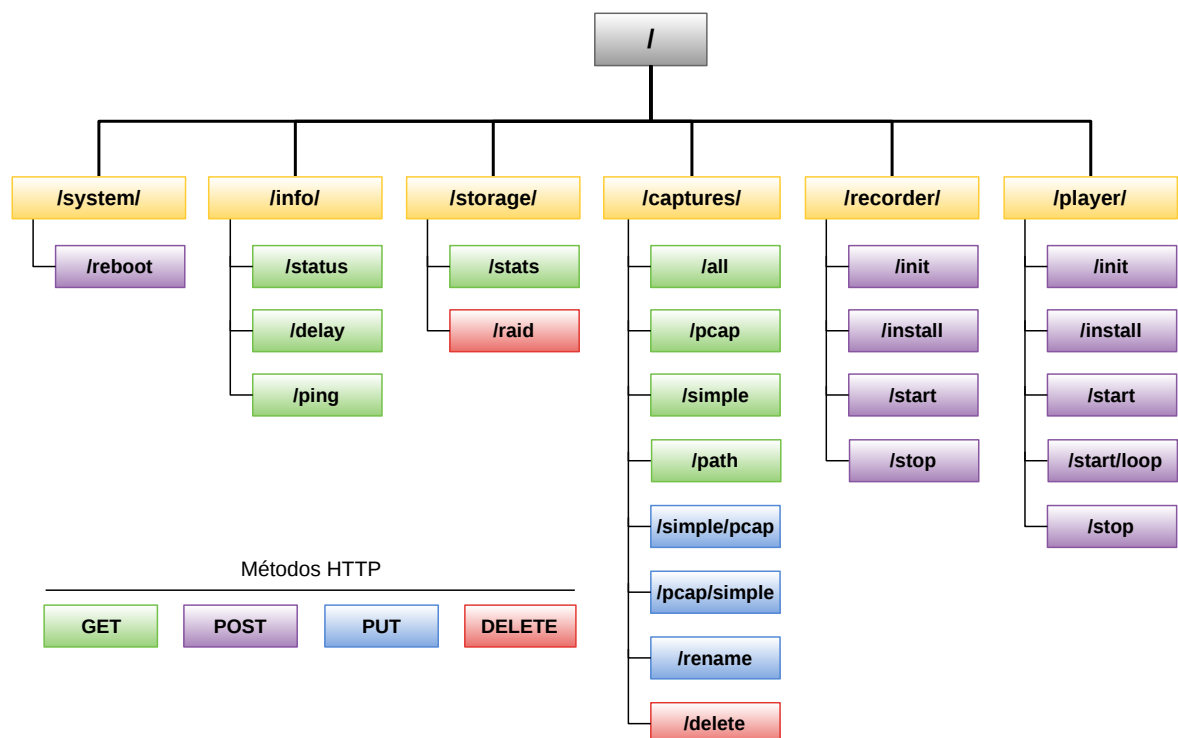 /
/system/
/reboot
/info/
/status
/delay
/ping
/storage/
/stats
/raid
/captures/
/all
/pcap
/simple
/path
/simple/pcap
/pcap/simple
/rename
/delete
/recorder/
/init
/install
/start
/stop
/player/
/init
/install
/start
/start/loop
/stop
Métodos HTTP
GET
POST
PUT
DELETE